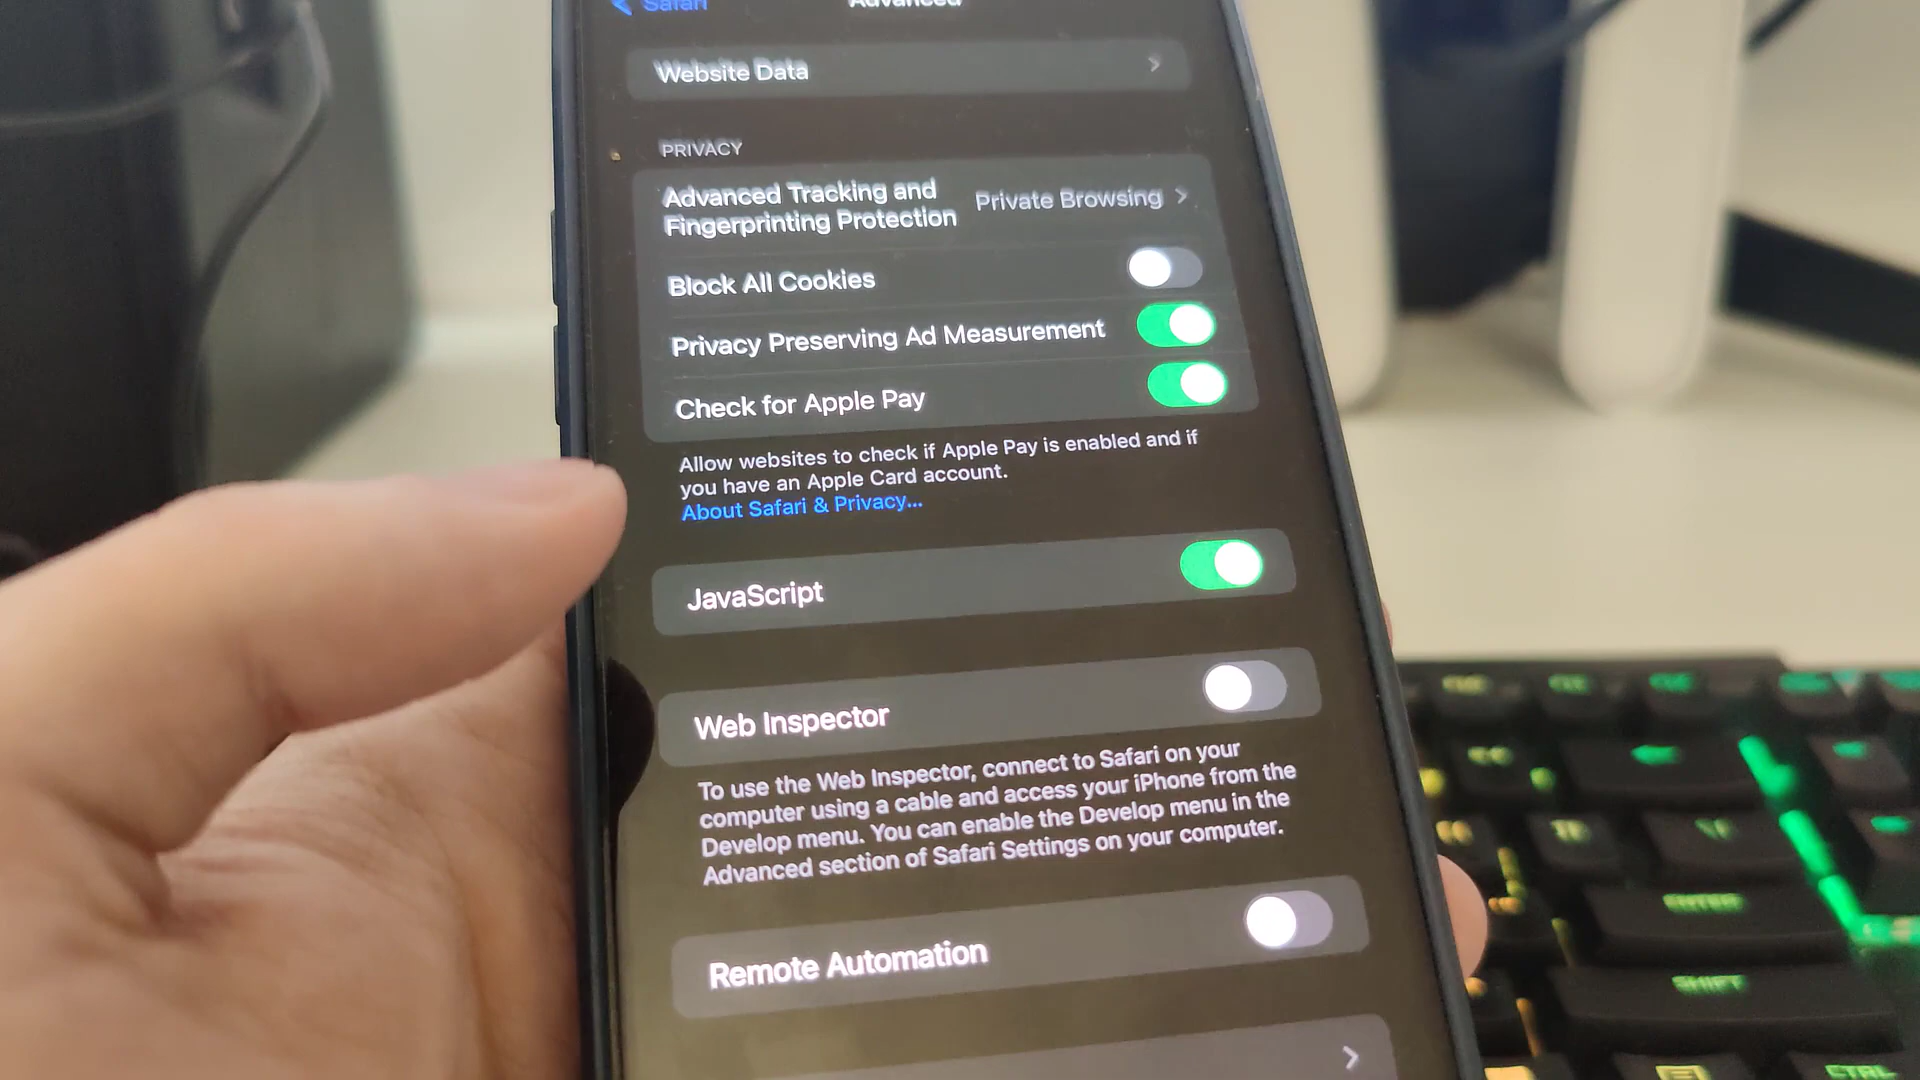 Safari
Advanced
Website Data
PRIVACY
Advanced Tracking and
Fingerprinting Protection
Private Browsing
Block All Cookies
Privacy Preserving Ad Measurement
Check for Apple Pay
Allow websites to check if Apple Pay is enabled and if
you have an Apple Card account.
About Safari & Privacy...
JavaScript
Web Inspector
To use the Web Inspector, connect to Safari on your
computer using a cable and access your iPhone from the
Develop menu. You can enable the Develop menu in the
Advanced section of Safari Settings on your computer.
Remote Automation
ENTER
SHIFT
CTRL